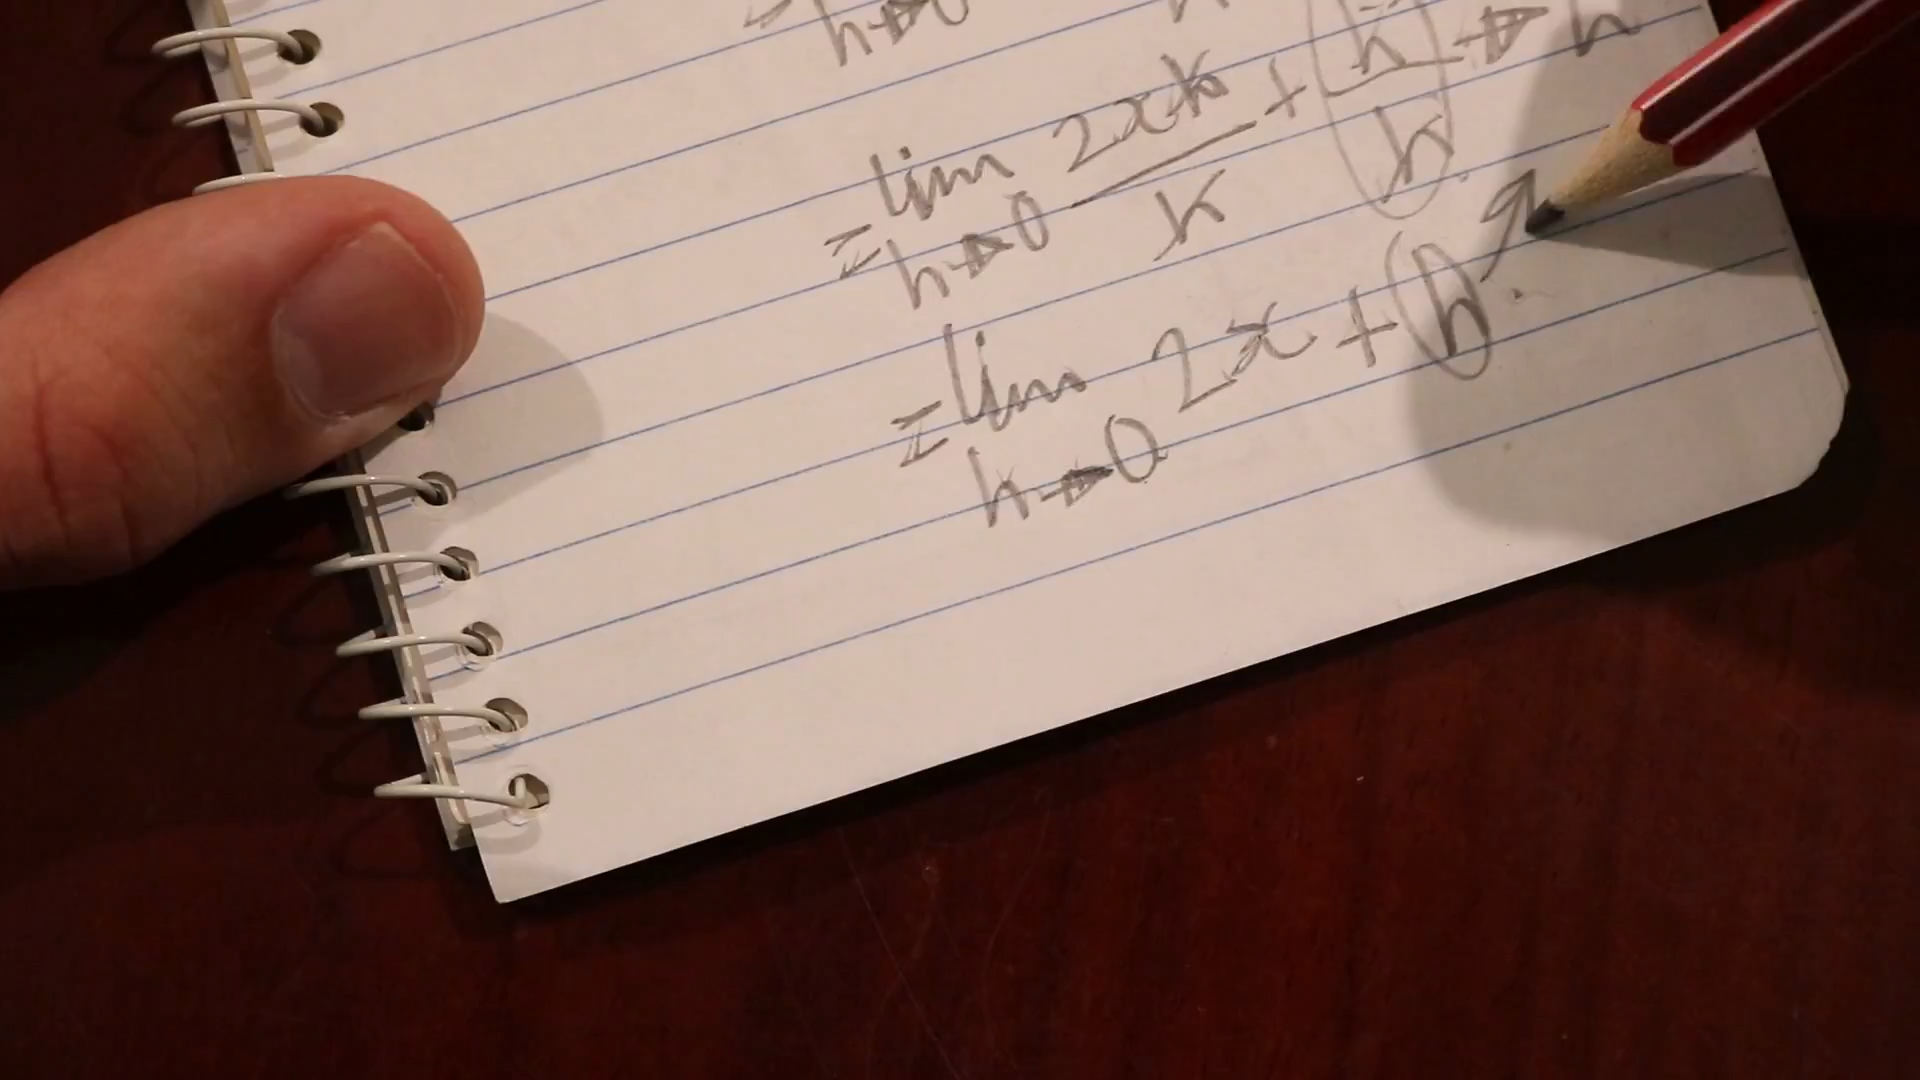 h→0
= lim 2xh/h + h²/h → h
h→0
= lim 2x + h
h→0